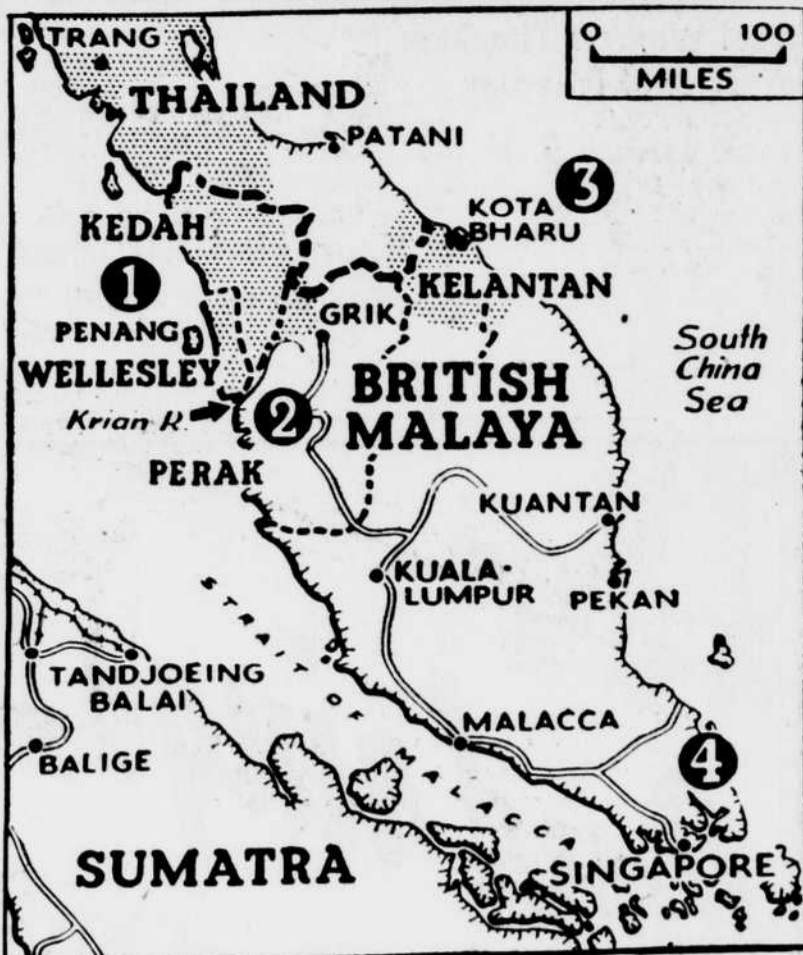 0 100
MILES
TRANG
THAILAND
PATANI
3
KOTA
BHARU
KEDAH
1
KELANTAN
GRIK
PENANG
WELLESLEY
South
China
Sea
BRITISH
MALAYA
Krian R.
2
PERAK
KUANTAN
KUALA-
LUMPUR
PEKAN
STRAIT OF MALACCA
TANDJOEING
BALAI
MALACCA
BALIGE
4
SUMATRA
SINGAPORE